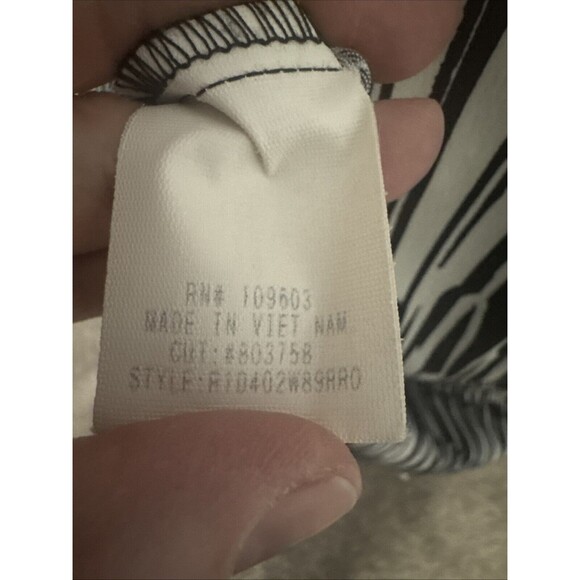 RN# 109603
MADE IN VIET NAM
CUT:#803758
STYLE:R1D402W89RRO